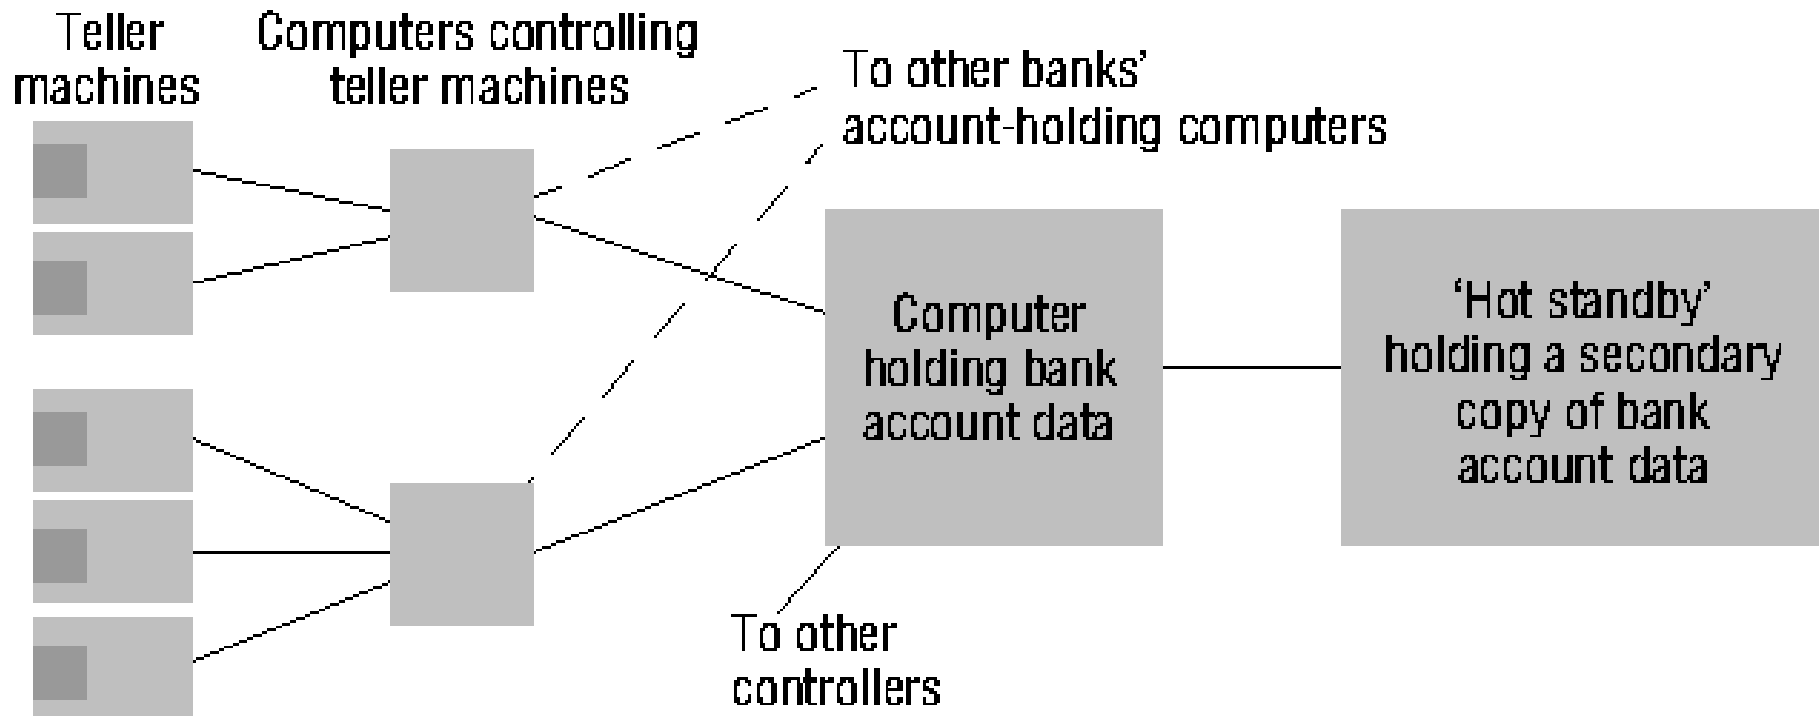 Teller
machines
Computers controlling
teller machines
To other banks’
account-holding computers
Computer
holding bank
account data
‘Hot standby’
holding a secondary
copy of bank
account data
To other
controllers